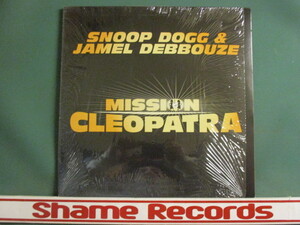 SNOOP DOGG &
JAMEL DEBBOUZE
MISSION
CLEOPATRA
Shame Records